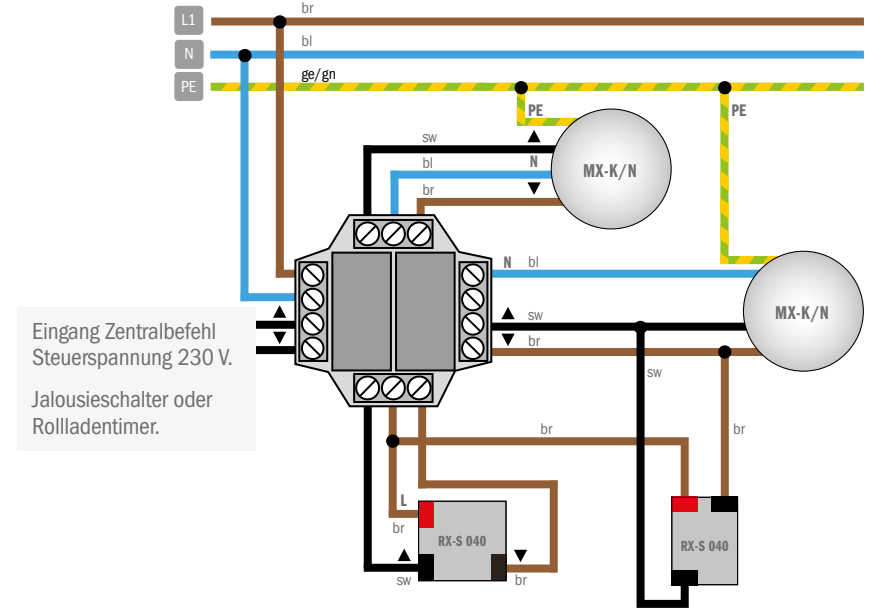 br
L1
bl
N
ge/gn
PE
PE
PE
sw
bl
N
MX-K/N
br
N bl
sw
MX-K/N
br
Eingang Zentralbefehl
Steuerspannung 230 V.
Jalousieschalter oder
Rollladentimer.
sw
br
br
L
br
RX-S 040
RX-S 040
sw
br